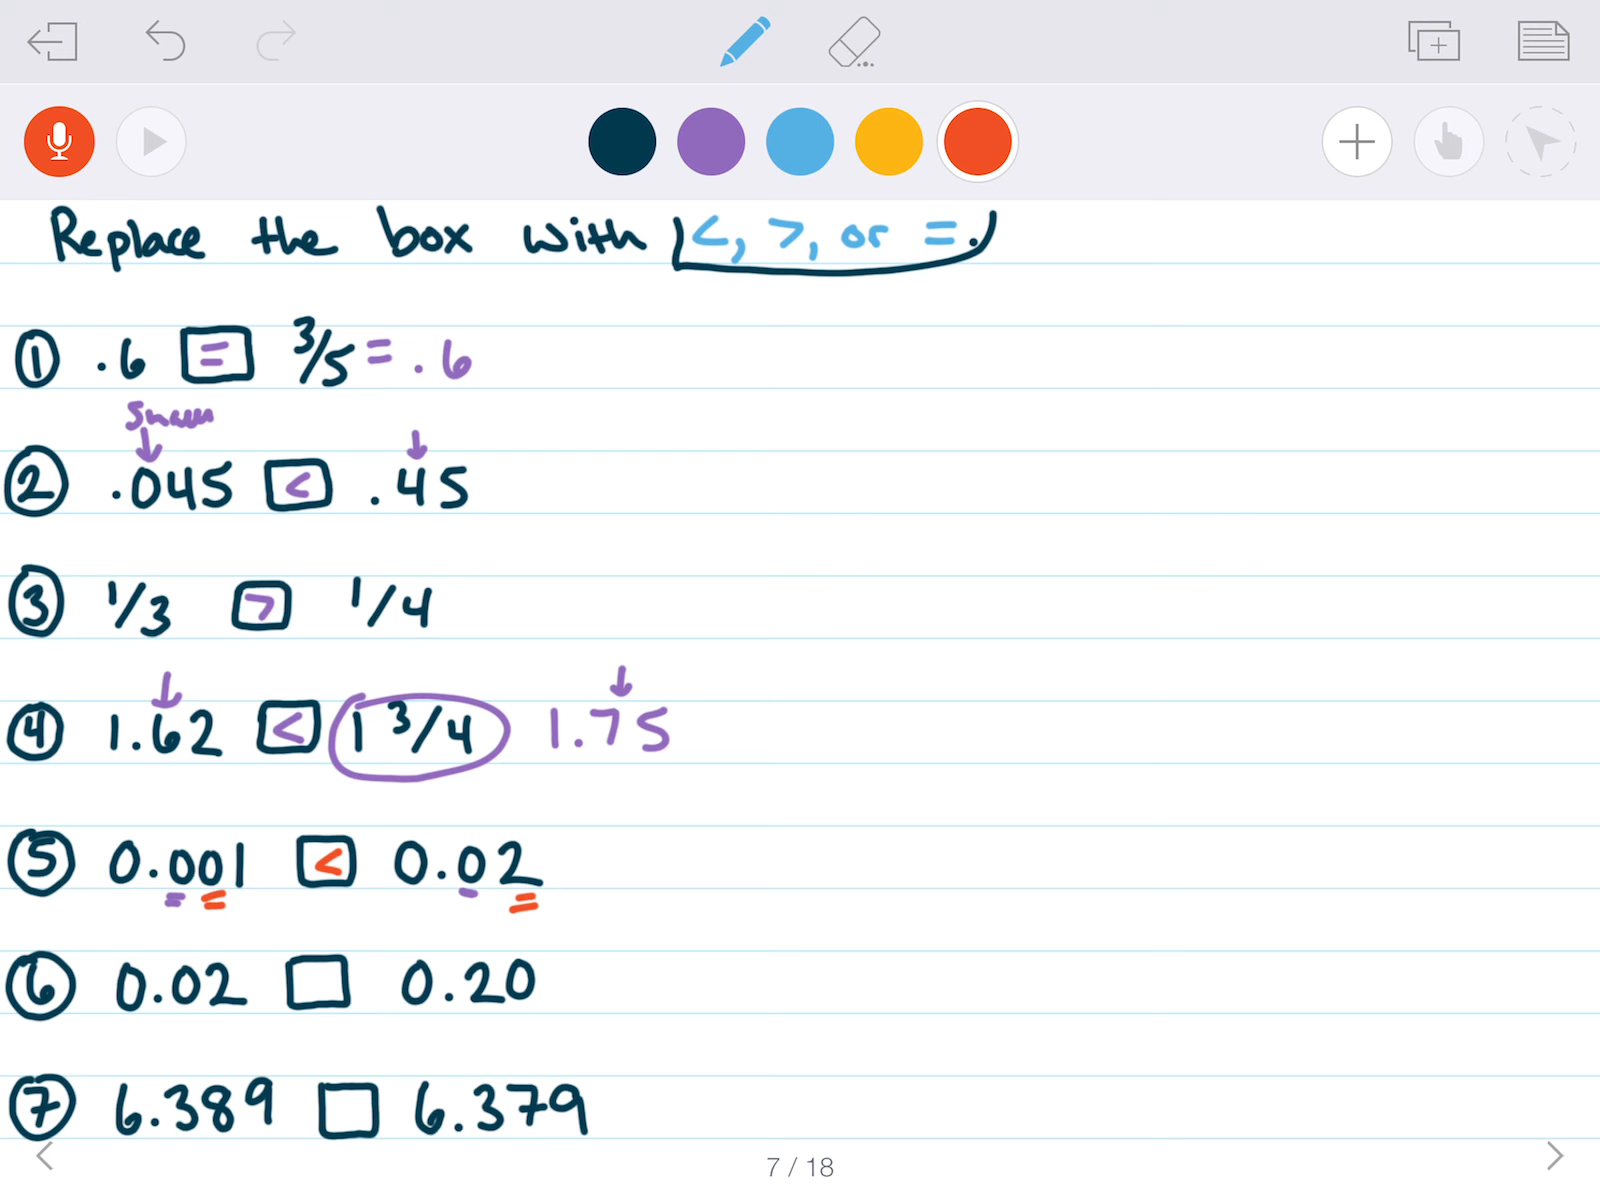 Replace the box with <, >, or =.
① .6 = 3/5 = .6
② .045 < .45
③ 1/3 > 1/4
④ 1.62 < 1 3/4 1.75
⑤ 0.001 < 0.02
⑥ 0.02 □ 0.20
⑦ 6.389 □ 6.379
7 / 18